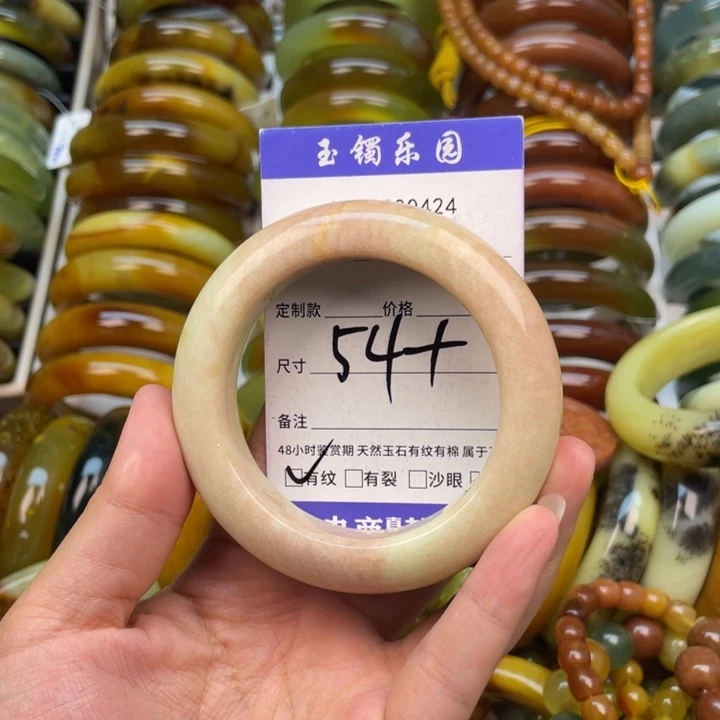 玉镯乐园
00424
定制款 价格
尺寸 54+
备注
48小时鉴赏期 天然玉石有纹有棉 属于
✓有纹 □有裂 □沙眼 □